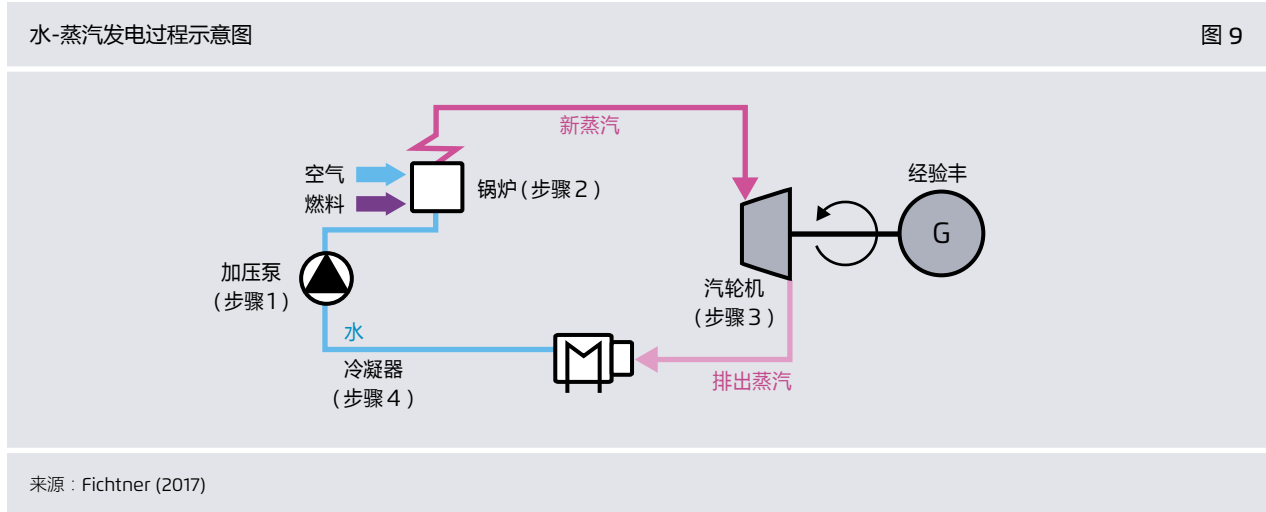 水-蒸汽发电过程示意图
图 9
新蒸汽
空气
燃料
锅炉（步骤 2 ）
经验丰
G
加压泵
（步骤1 ）
汽轮机
（步骤 3 ）
水
冷凝器
（步骤 4 ）
排出蒸汽
来源：Fichtner (2017)